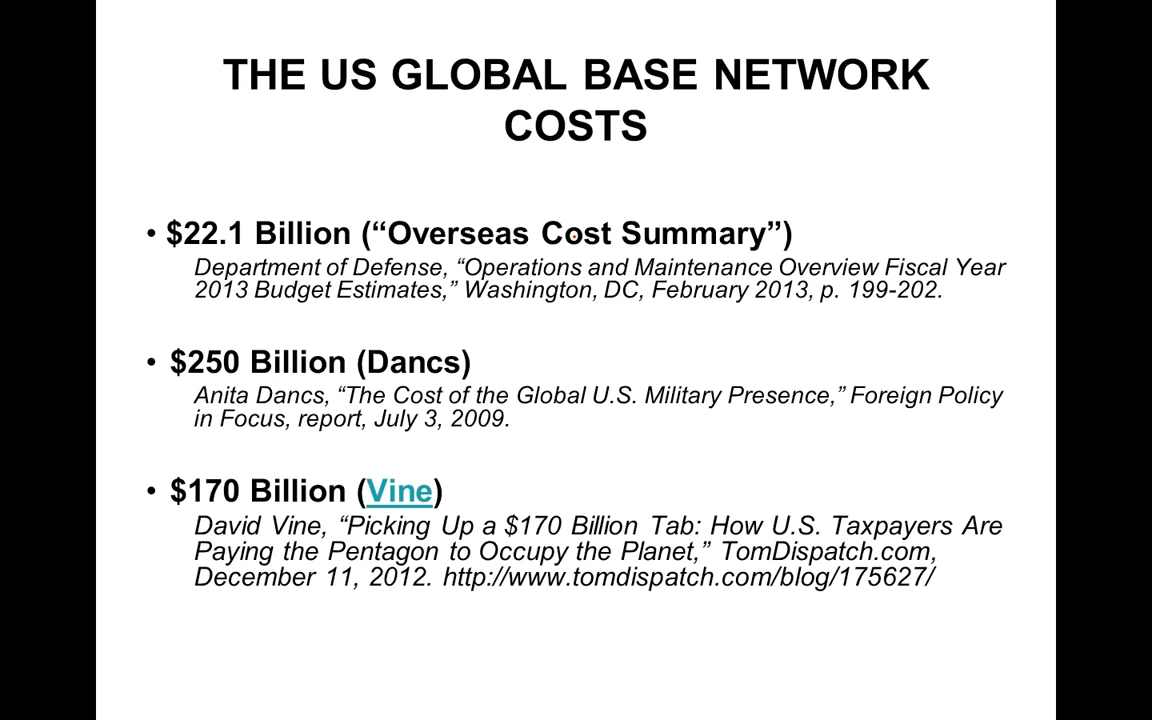 THE US GLOBAL BASE NETWORK
COSTS
• $22.1 Billion (“Overseas Cost Summary”)
Department of Defense, “Operations and Maintenance Overview Fiscal Year
2013 Budget Estimates,” Washington, DC, February 2013, p. 199-202.
• $250 Billion (Dancs)
Anita Dancs, “The Cost of the Global U.S. Military Presence,” Foreign Policy
in Focus, report, July 3, 2009.
• $170 Billion (Vine)
David Vine, “Picking Up a $170 Billion Tab: How U.S. Taxpayers Are
Paying the Pentagon to Occupy the Planet,” TomDispatch.com,
December 11, 2012. http://www.tomdispatch.com/blog/175627/